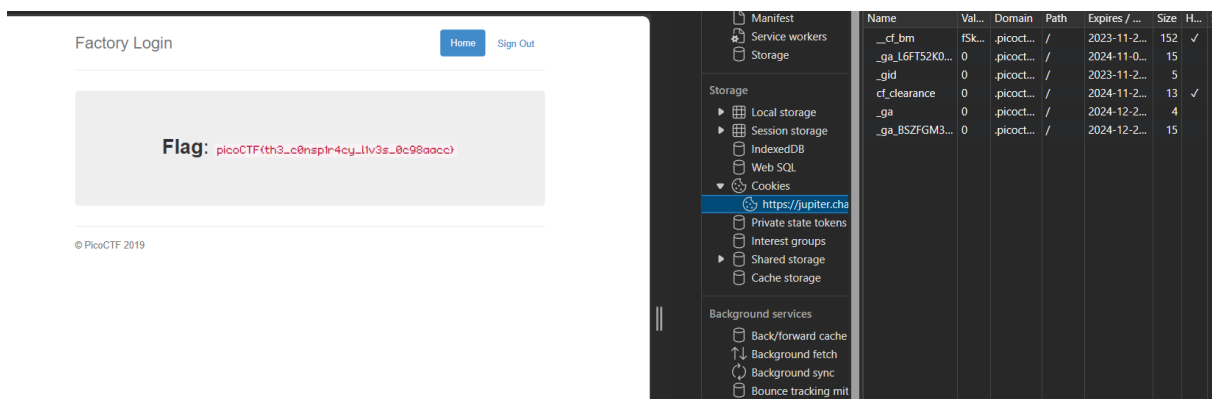 Factory Login
Home
Sign Out
Flag: picoCTF{th3_c0nsp1r4cy_l1v3s_0c98aacc}
© PicoCTF 2019
Manifest
Service workers
Storage
Storage
Local storage
Session storage
IndexedDB
Web SQL
Cookies
https://jupiter.cha
Private state tokens
Interest groups
Shared storage
Cache storage
Background services
Back/forward cache
Background fetch
Background sync
Bounce tracking mit
Name Val... Domain Path Expires / ... Size H...
__cf_bm fSk... .picoct... / 2023-11-2... 152 ✓
_ga_L6FT52K0... 0 .picoct... / 2024-11-0... 15
_gid 0 .picoct... / 2023-11-2... 5
cf_clearance 0 .picoct... / 2024-11-2... 13 ✓
_ga 0 .picoct... / 2024-12-2... 4
_ga_BSZFGM3... 0 .picoct... / 2024-12-2... 15